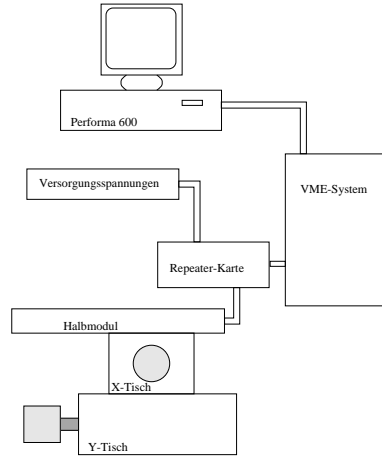 Performa 600
Versorgungsspannungen
VME-System
Repeater-Karte
Halbmodul
X-Tisch
Y-Tisch